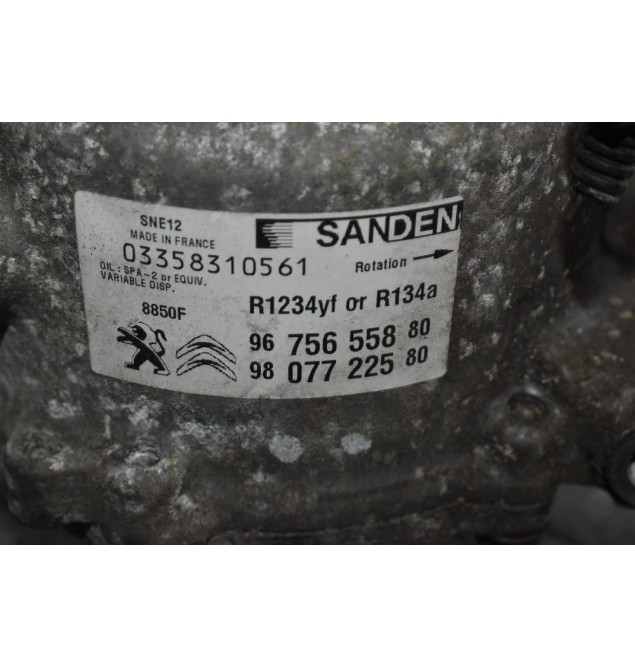 SNE12
MADE IN FRANCE
SANDEN
03358310561
Rotation
OIL: SPA-2 or EQUIV.
VARIABLE DISP.
8850F
R1234yf or R134a
96 756 558 80
98 077 225 80